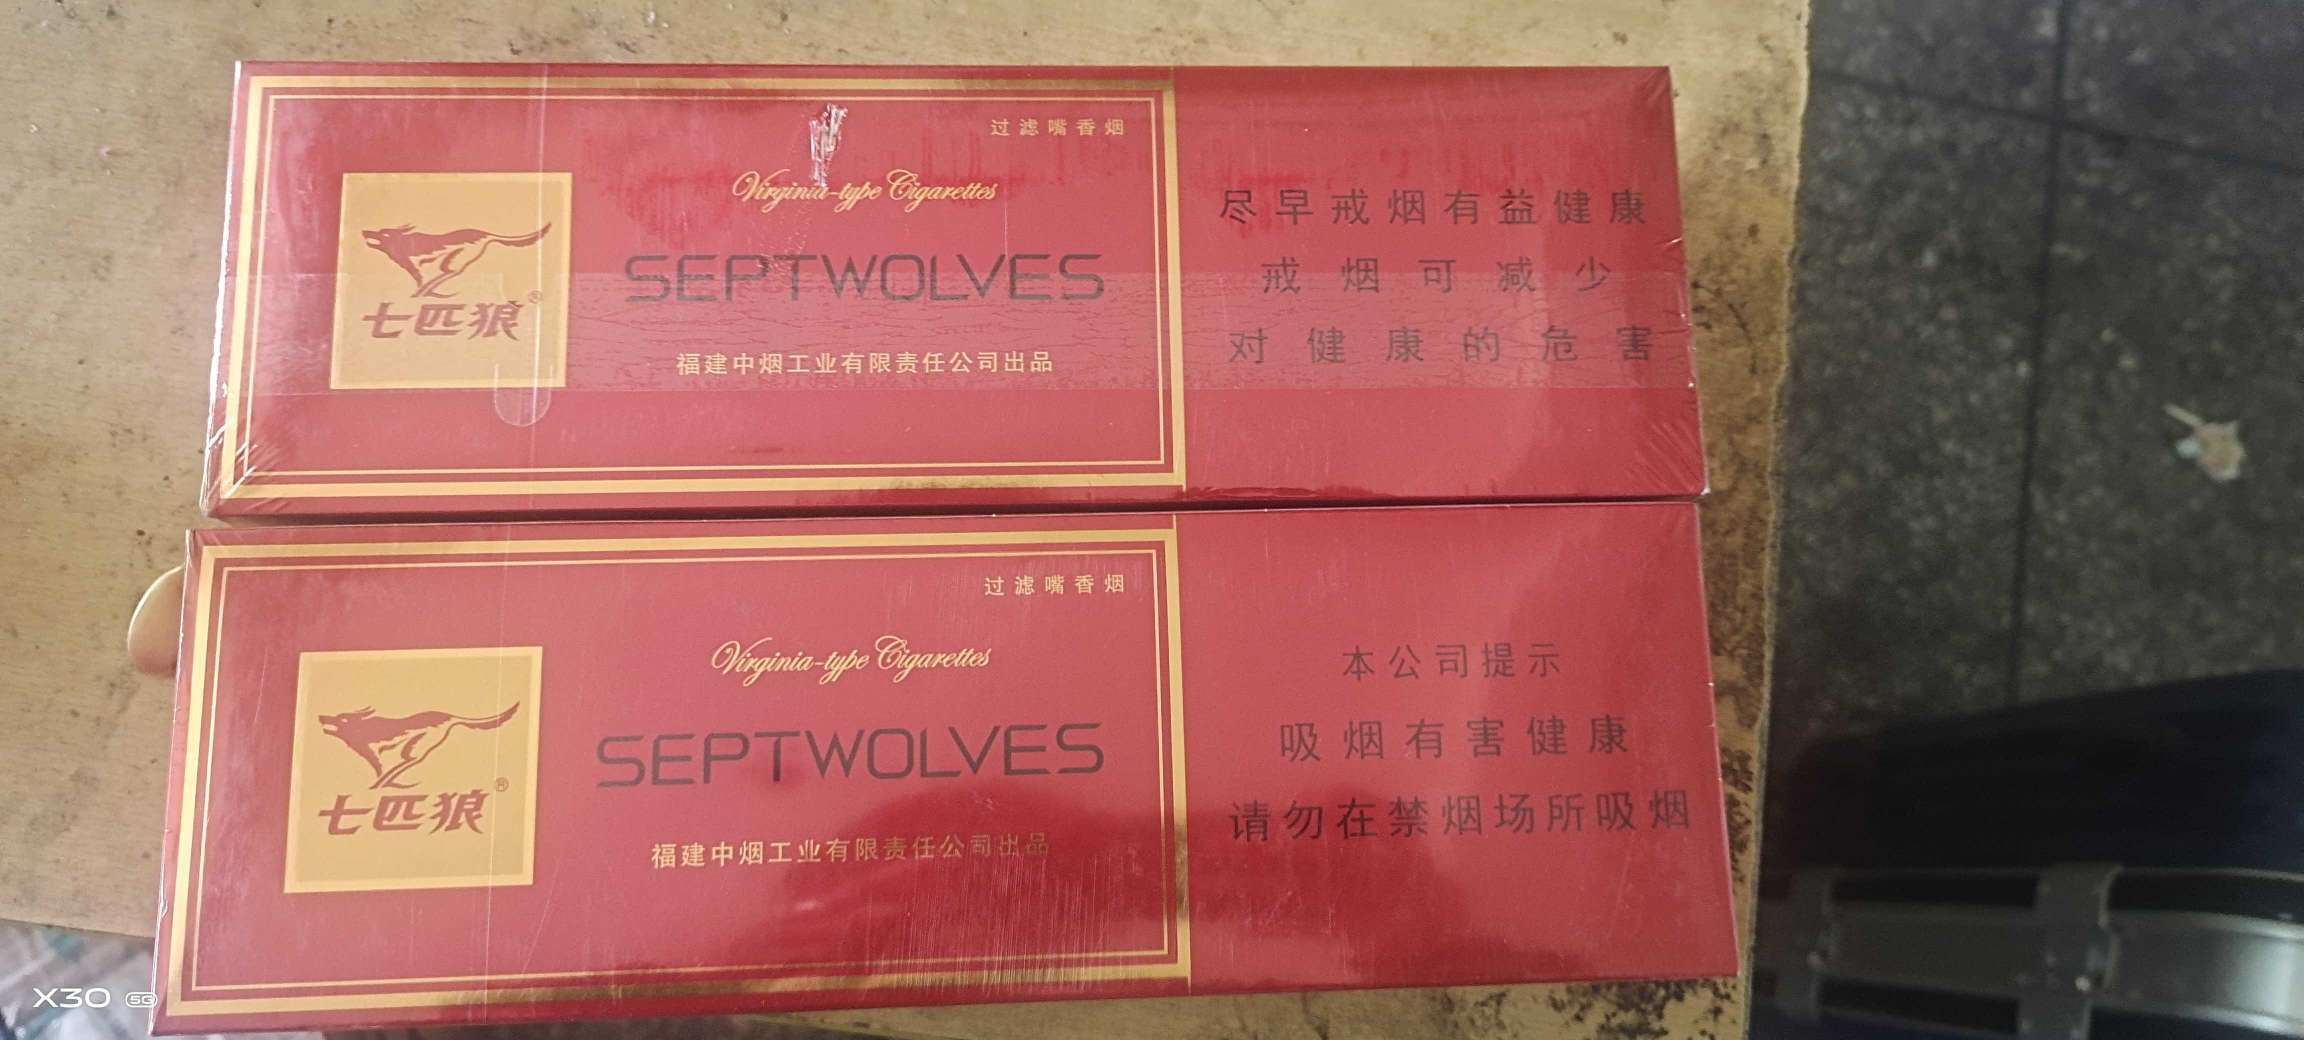 过滤嘴香烟
Virginia-type Cigarettes
SEPTWOLVES
七匹狼®
福建中烟工业有限责任公司出品
尽早戒烟有益健康
戒烟可减少
对健康的危害
过滤嘴香烟
Virginia-type Cigarettes
SEPTWOLVES
七匹狼®
福建中烟工业有限责任公司出品
本公司提示
吸烟有害健康
请勿在禁烟场所吸烟
X30 5G